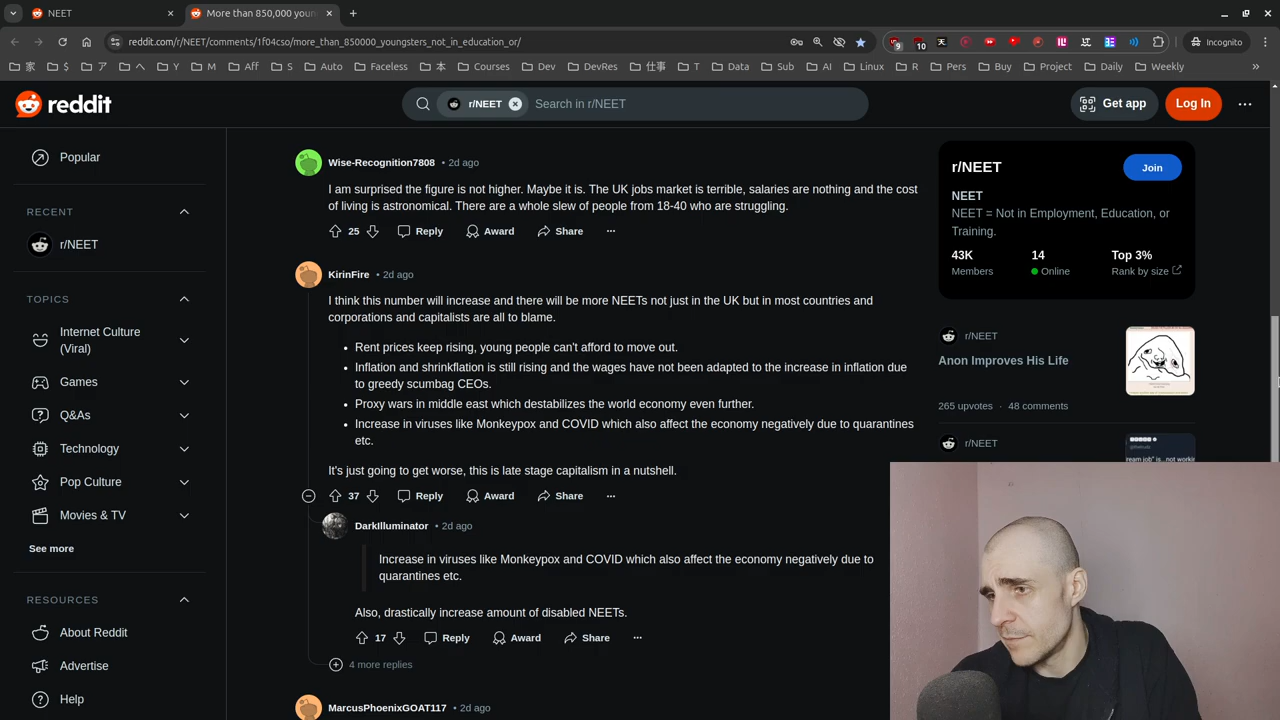 NEET
More than 850,000 youn
reddit.com/r/NEET/comments/1f04cso/more_than_850000_youngsters_not_in_education_or/
9
10
Incognito
家
$
ア
へ
Y
M
Aff
S
Auto
Faceless
本
Courses
Dev
DevRes
仕事
T
Data
Sub
AI
Linux
R
Pers
Buy
Project
Daily
Weekly
reddit
r/NEET
Search in r/NEET
Get app
Log In
Popular
RECENT
r/NEET
TOPICS
Internet Culture
(Viral)
Games
Q&As
Technology
Pop Culture
Movies & TV
See more
RESOURCES
About Reddit
Advertise
Help
Wise-Recognition7808 • 2d ago
I am surprised the figure is not higher. Maybe it is. The UK jobs market is terrible, salaries are nothing and the cost
of living is astronomical. There are a whole slew of people from 18-40 who are struggling.
25 Reply Award Share
KirinFire • 2d ago
I think this number will increase and there will be more NEETs not just in the UK but in most countries and
corporations and capitalists are all to blame.
• Rent prices keep rising, young people can't afford to move out.
• Inflation and shrinkflation is still rising and the wages have not been adapted to the increase in inflation due
to greedy scumbag CEOs.
• Proxy wars in middle east which destabilizes the world economy even further.
• Increase in viruses like Monkeypox and COVID which also affect the economy negatively due to quarantines
etc.
It's just going to get worse, this is late stage capitalism in a nutshell.
37 Reply Award Share
DarkIlluminator • 2d ago
Increase in viruses like Monkeypox and COVID which also affect the economy negatively due to
quarantines etc.
Also, drastically increase amount of disabled NEETs.
17 Reply Award Share
4 more replies
MarcusPhoenixGOAT117 • 2d ago
r/NEET
Join
NEET
NEET = Not in Employment, Education, or
Training.
43K 14 Top 3%
Members Online Rank by size
r/NEET
Anon Improves His Life
265 upvotes · 48 comments
r/NEET
ream job" is...not workin